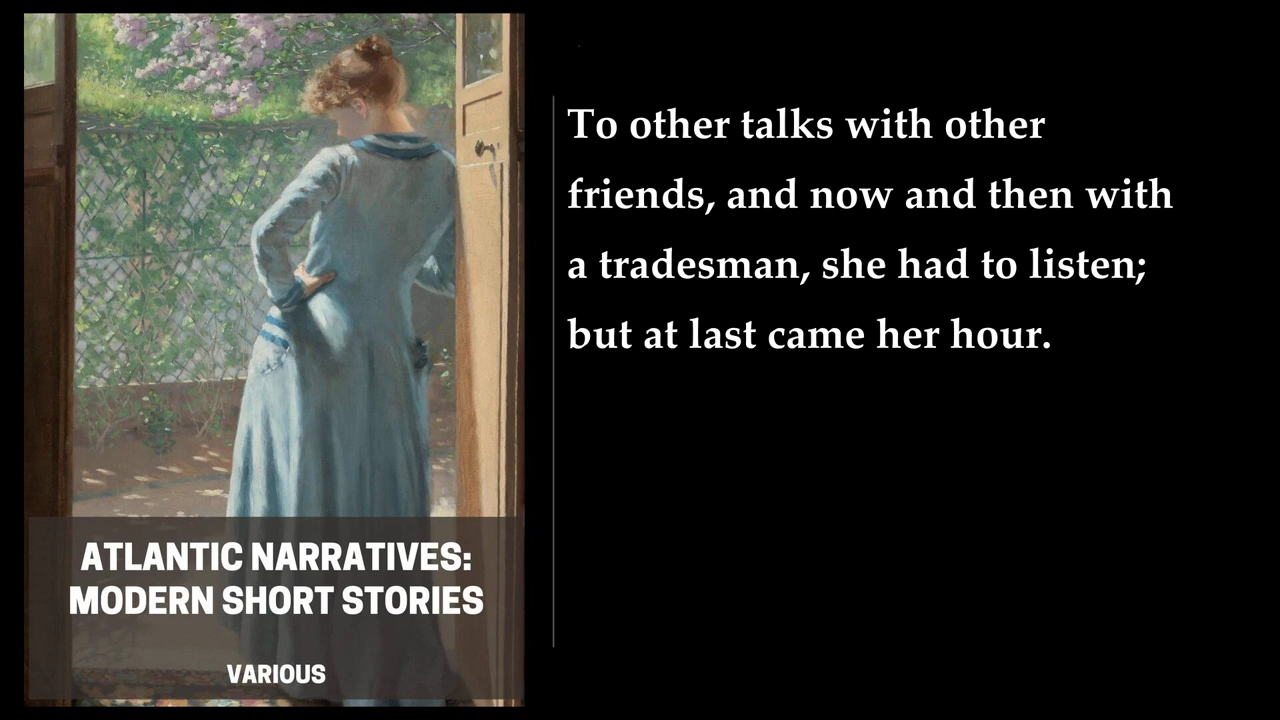 To other talks with other
friends, and now and then with
a tradesman, she had to listen;
but at last came her hour.
ATLANTIC NARRATIVES:
MODERN SHORT STORIES
VARIOUS